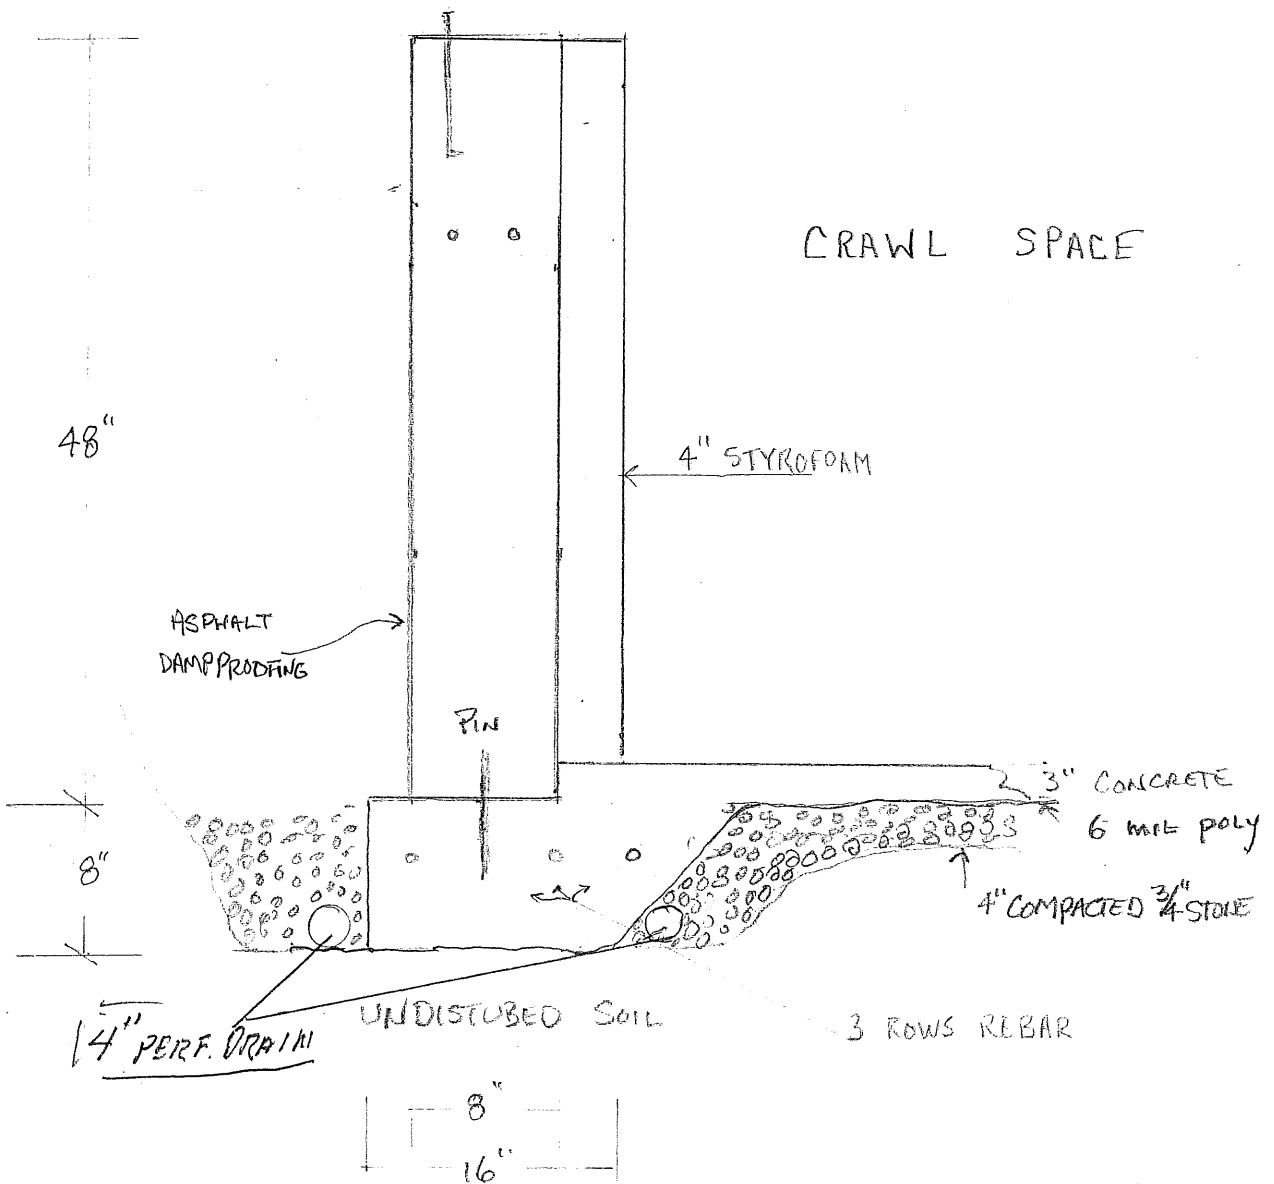 CRAWL SPACE
48"
4" STYROFOAM
ASPHALT
DAMPPROOFING
PIN
3" CONCRETE
6 MIL POLY
8"
4" COMPACTED 3/4" STONE
UNDISTUBED SOIL
3 ROWS REBAR
4" PERF. DRAIN
8"
16"